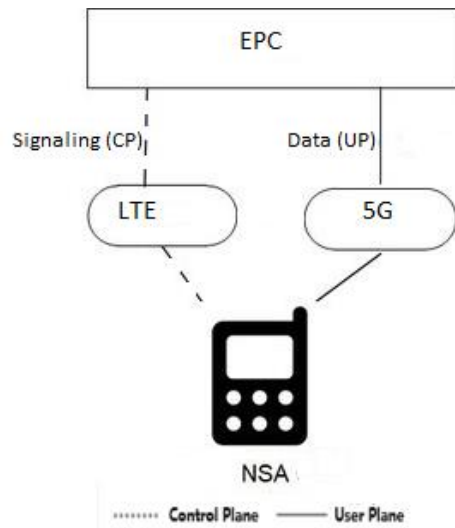 EPC
Signaling (CP)
Data (UP)
LTE
5G
NSA
Control Plane
User Plane